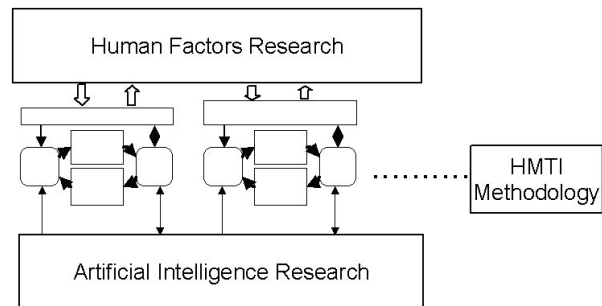 Human Factors Research
HMTI
Methodology
Artificial Intelligence Research